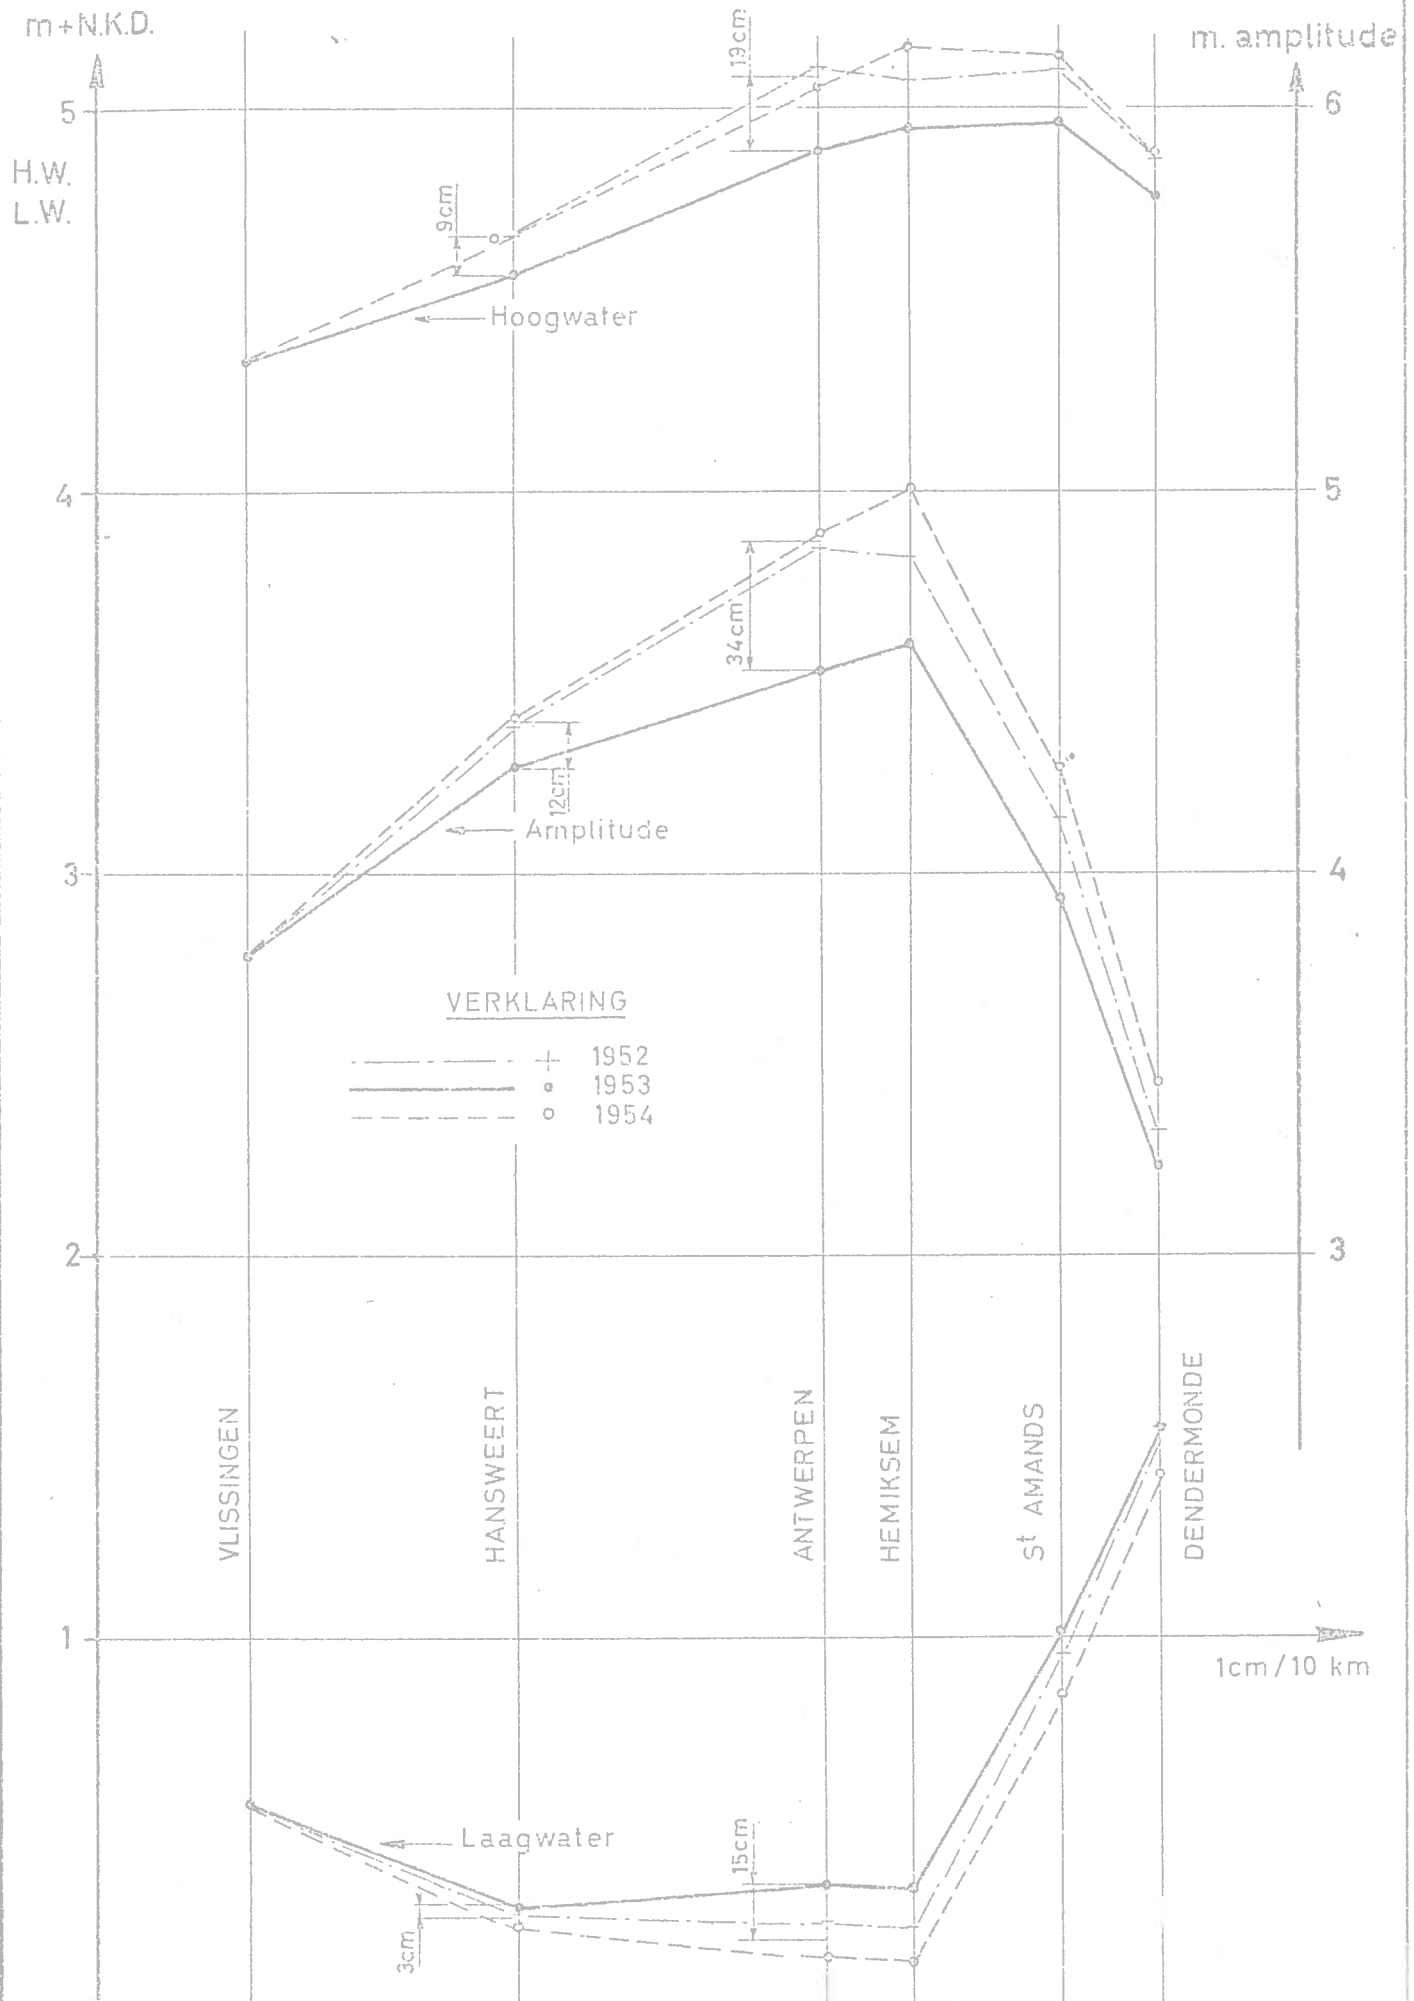 m+N.K.D.
m. amplitude
5
6
H.W.
L.W.
19cm
9cm
Hoogwater
4
5
34cm
12cm
Amplitude
3
4
VERKLARING
1952
1953
1954
2
3
VLISSINGEN
HANSWEERT
ANTWERPEN
HEMIKSEM
St AMANDS
DENDERMONDE
1
1cm/10 km
Laagwater
15cm
3cm